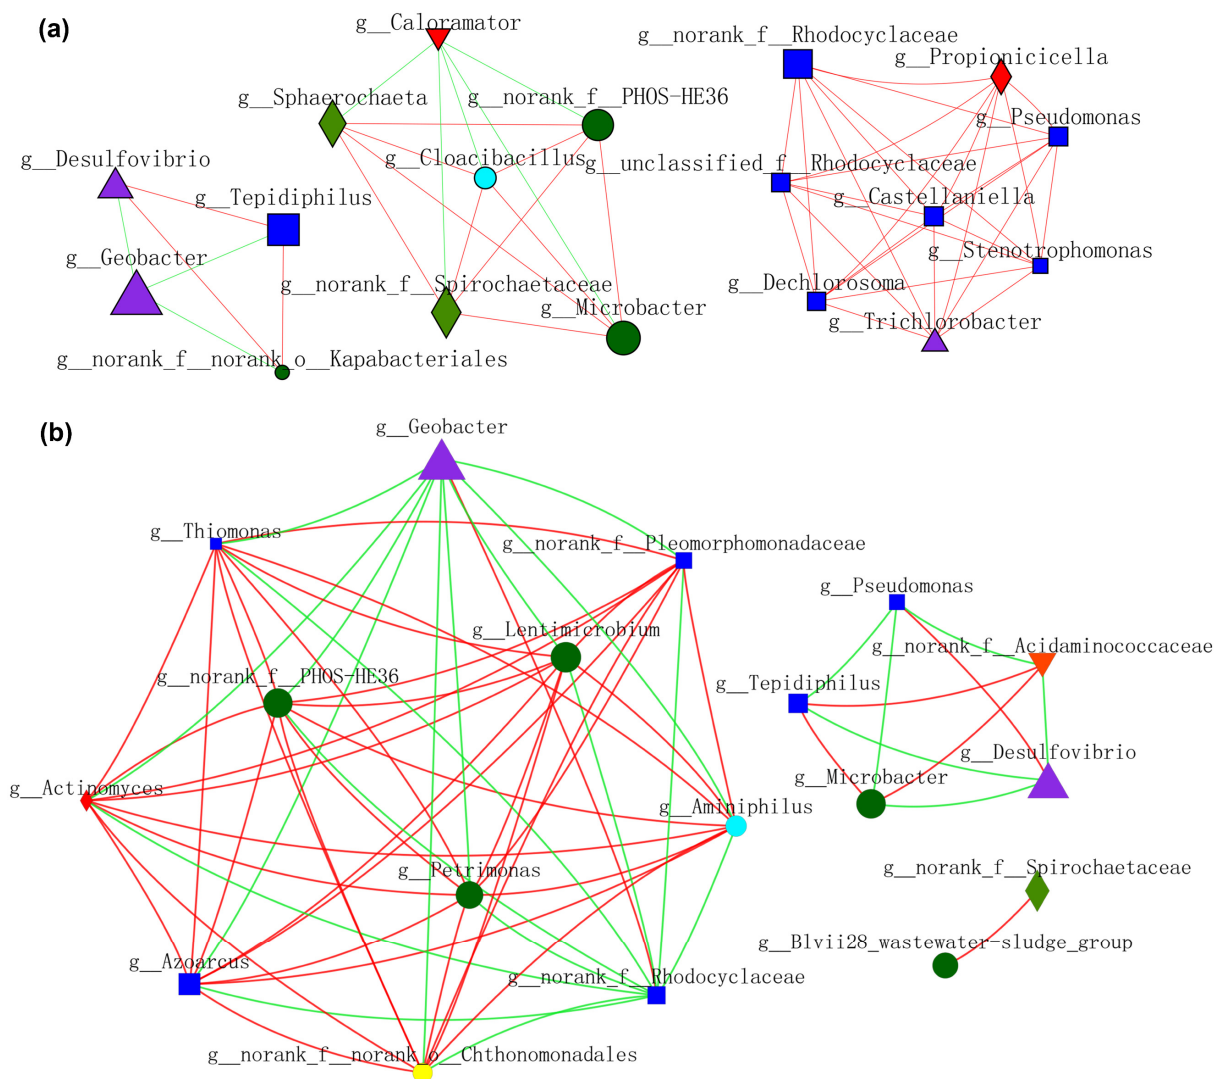 (a)
g__Caloramator
g__norank_f__Rhodocyclaceae
g__Propionicicella
g__Sphaerochaeta
g__norank_f__PHOS-HE36
g__Pseudomonas
g__Desulfovibrio
g__Cloacibacillus
g__unclassified_f__Rhodocyclaceae
g__Tepidiphilus
g__Castellaniella
g__Geobacter
g__Stenotrophomonas
g__norank_f__Spirochaetaceae
g__Dechlorosoma
g__Microbacter
g__Trichlorobacter
g__norank_f__norank_o__Kapabacteriales
(b)
g__Geobacter
g__Thiomonas
g__norank_f__Pleomorphomonadaceae
g__Pseudomonas
g__Lentimicrobium
g__norank_f__Acidaminococcaceae
g__norank_f__PHOS-HE36
g__Tepidiphilus
g__Desulfovibrio
g__Microbacter
g__Actinomyces
g__Aminiphilus
g__Petrimonas
g__norank_f__Spirochaetaceae
g__Blvii28_wastewater-sludge_group
g__Azoarcus
g__norank_f__Rhodocyclaceae
g__norank_f__norank_o__Chthonomonadales